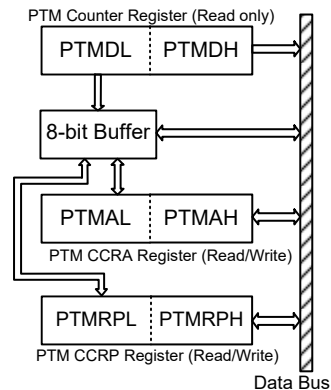 PTM Counter Register (Read only)
PTMDL PTMDH
8-bit Buffer
PTMAL PTMAH
PTM CCRA Register (Read/Write)
PTMRPL PTMRPH
PTM CCRP Register (Read/Write)
Data Bus